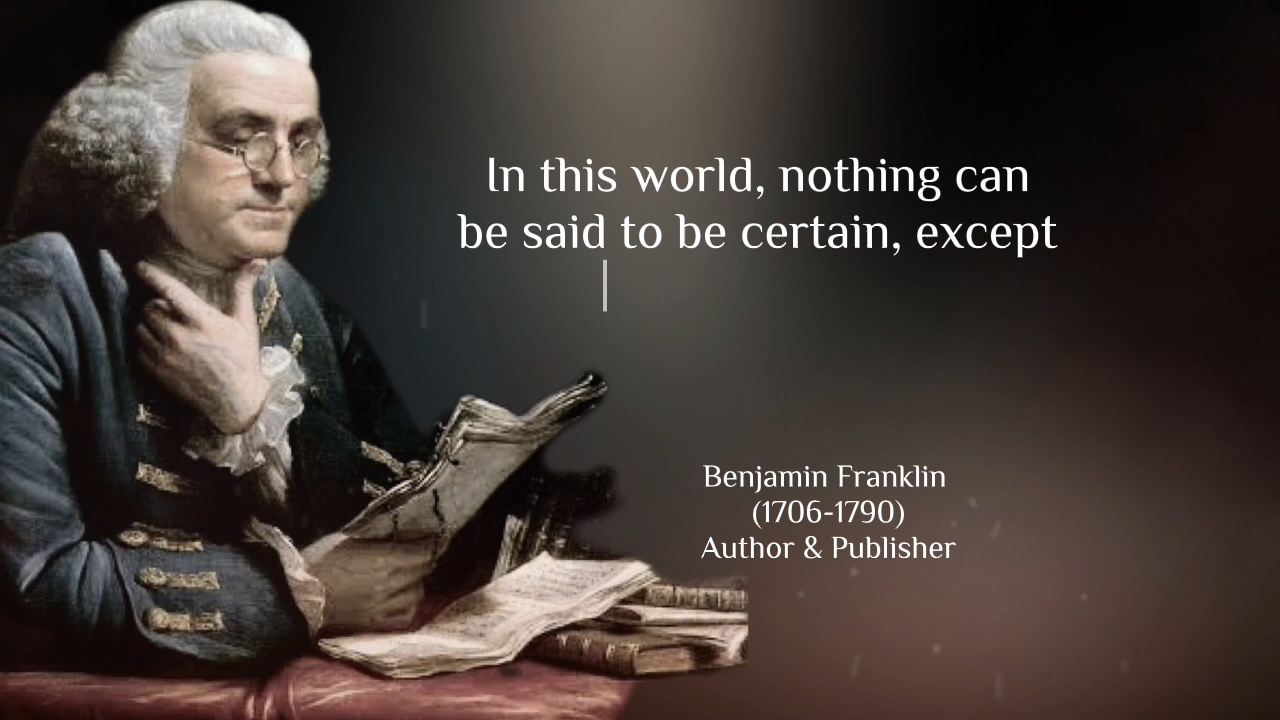 In this world, nothing can
be said to be certain, except
Benjamin Franklin
(1706-1790)
Author & Publisher